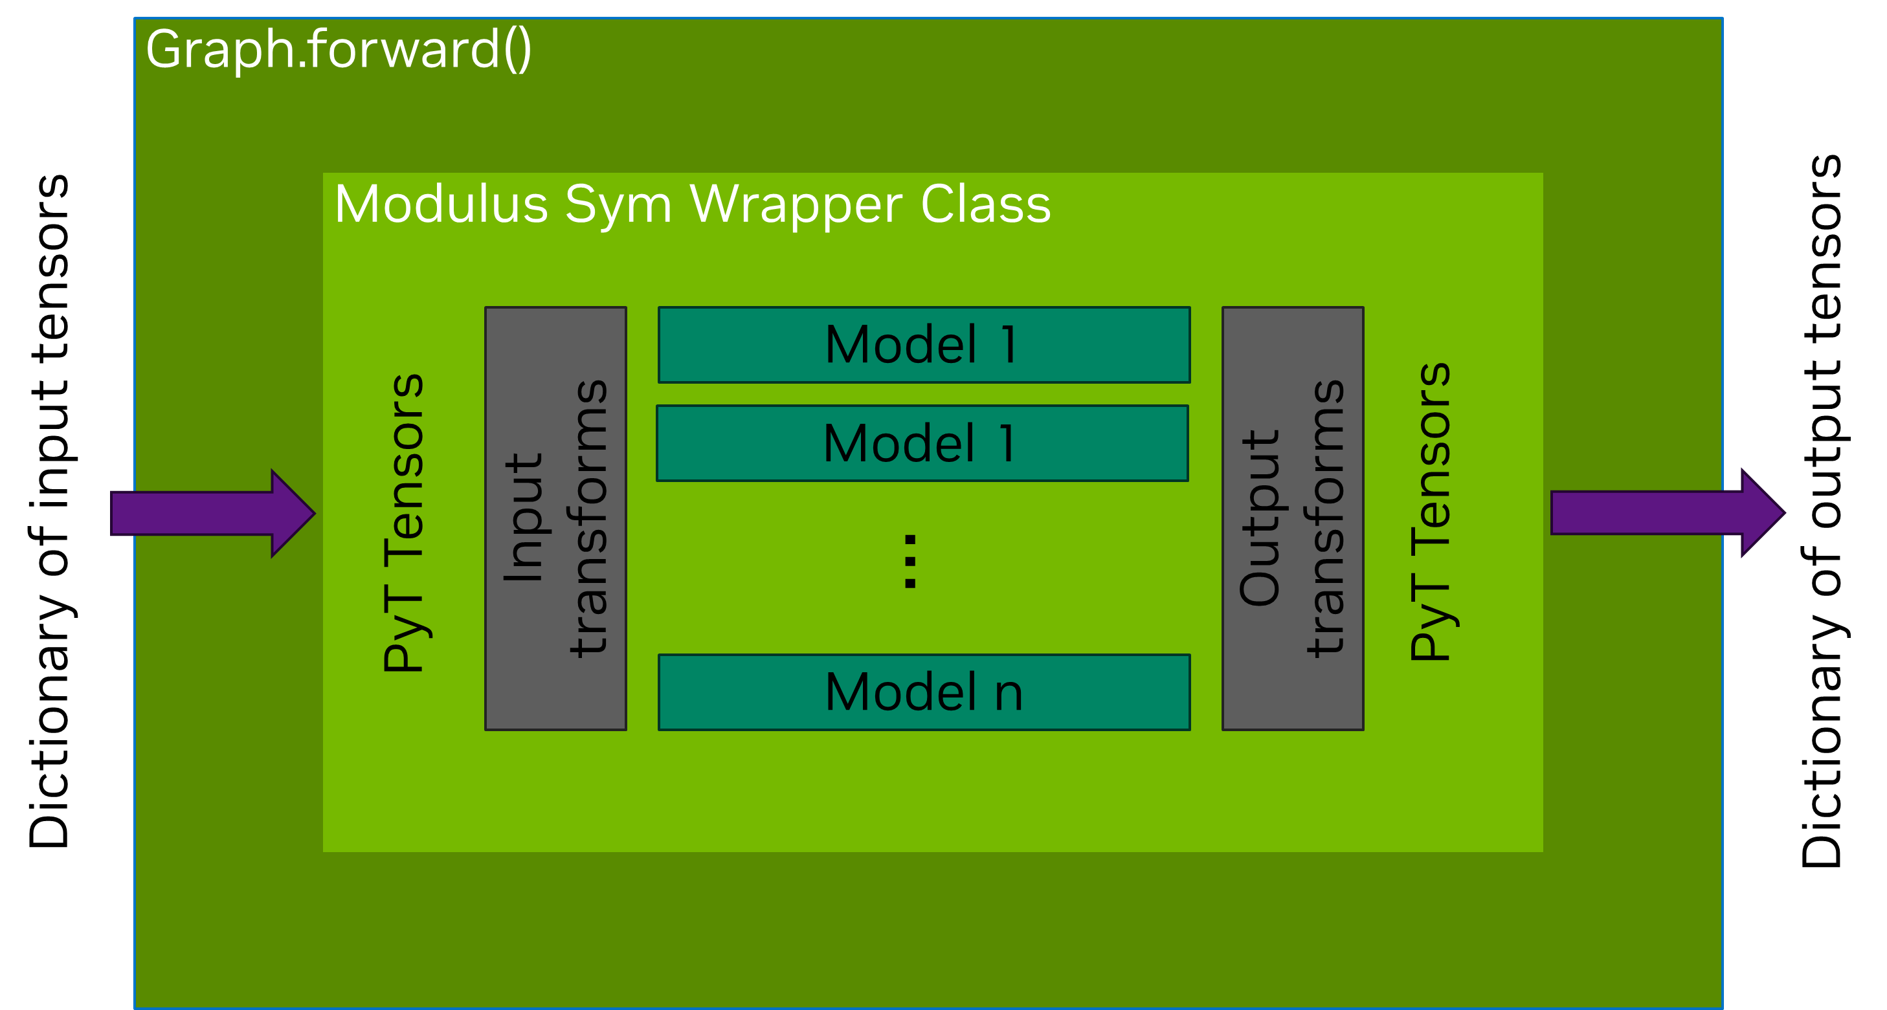 Graph.forward()
Modulus Sym Wrapper Class
Dictionary of input tensors
PyT Tensors
Input
transforms
Model 1
Model 1
⋮
Model n
Output
transforms
PyT Tensors
Dictionary of output tensors